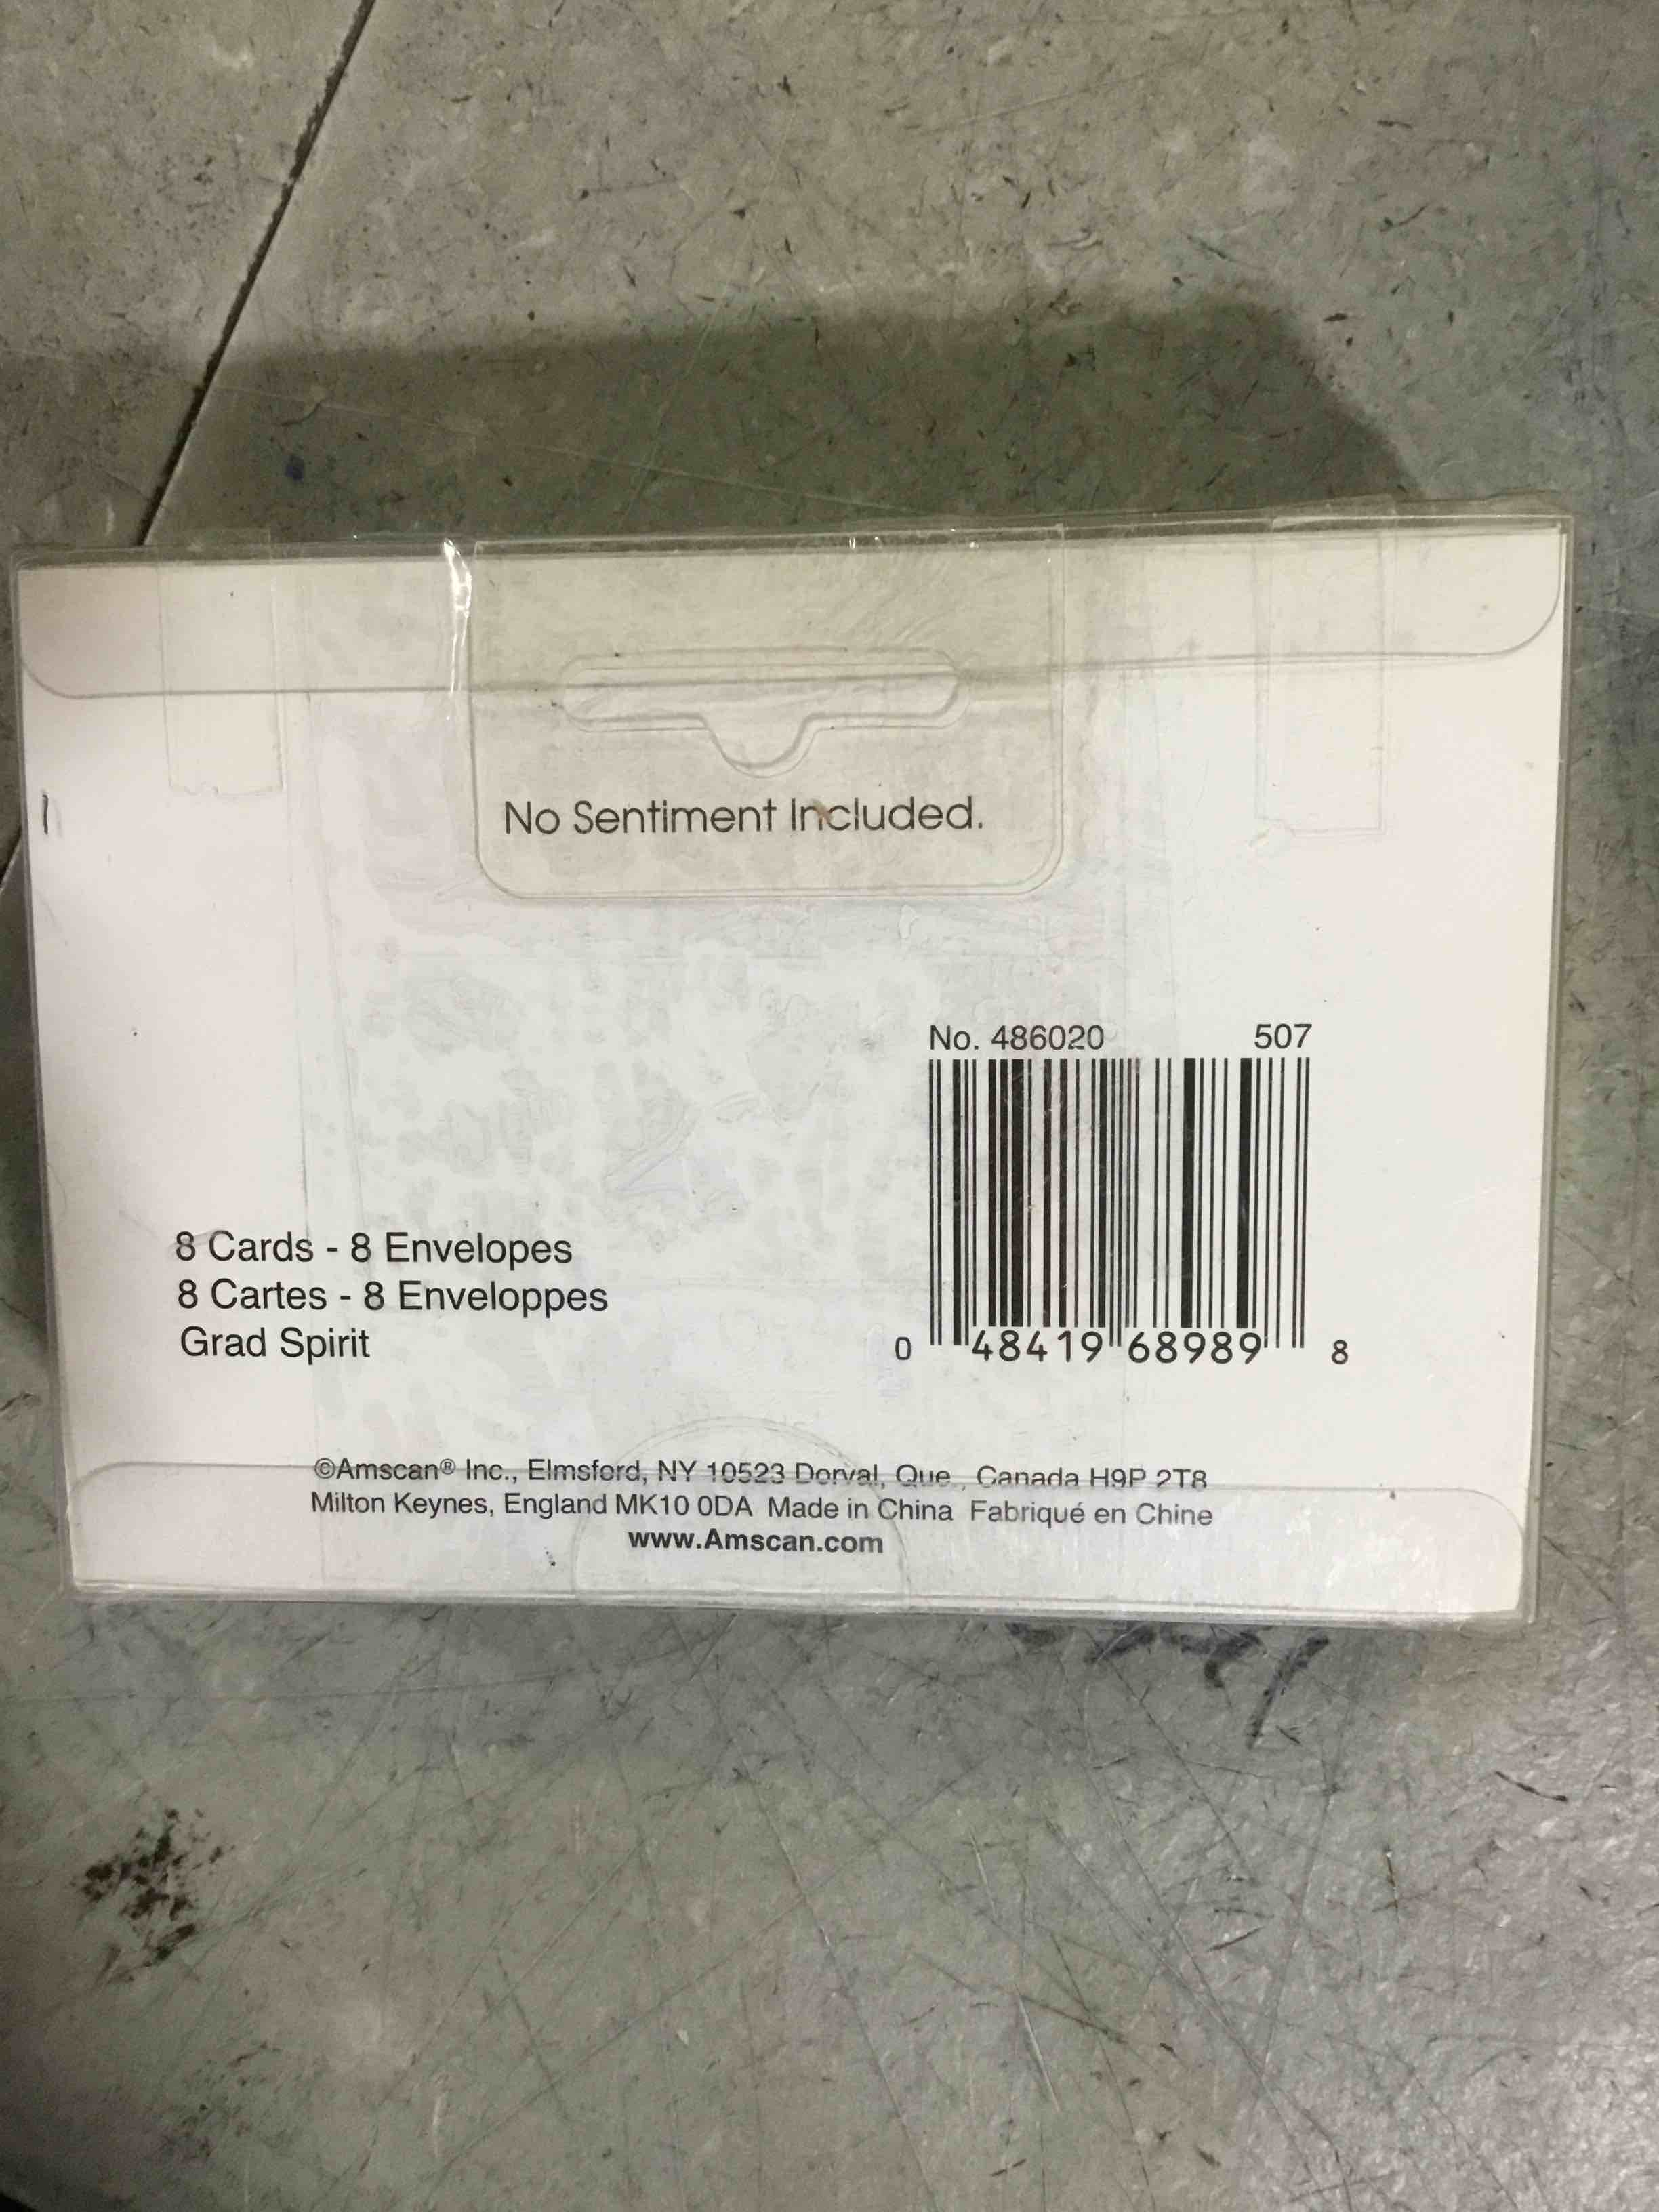 No Sentiment Included.
No. 486020 507
0 48419 68989 8
8 Cards - 8 Envelopes
8 Cartes - 8 Enveloppes
Grad Spirit
©Amscan® Inc., Elmsford, NY 10523 Dorval, Que., Canada H9P 2T8
Milton Keynes, England MK10 0DA Made in China Fabriqué en Chine
www.Amscan.com